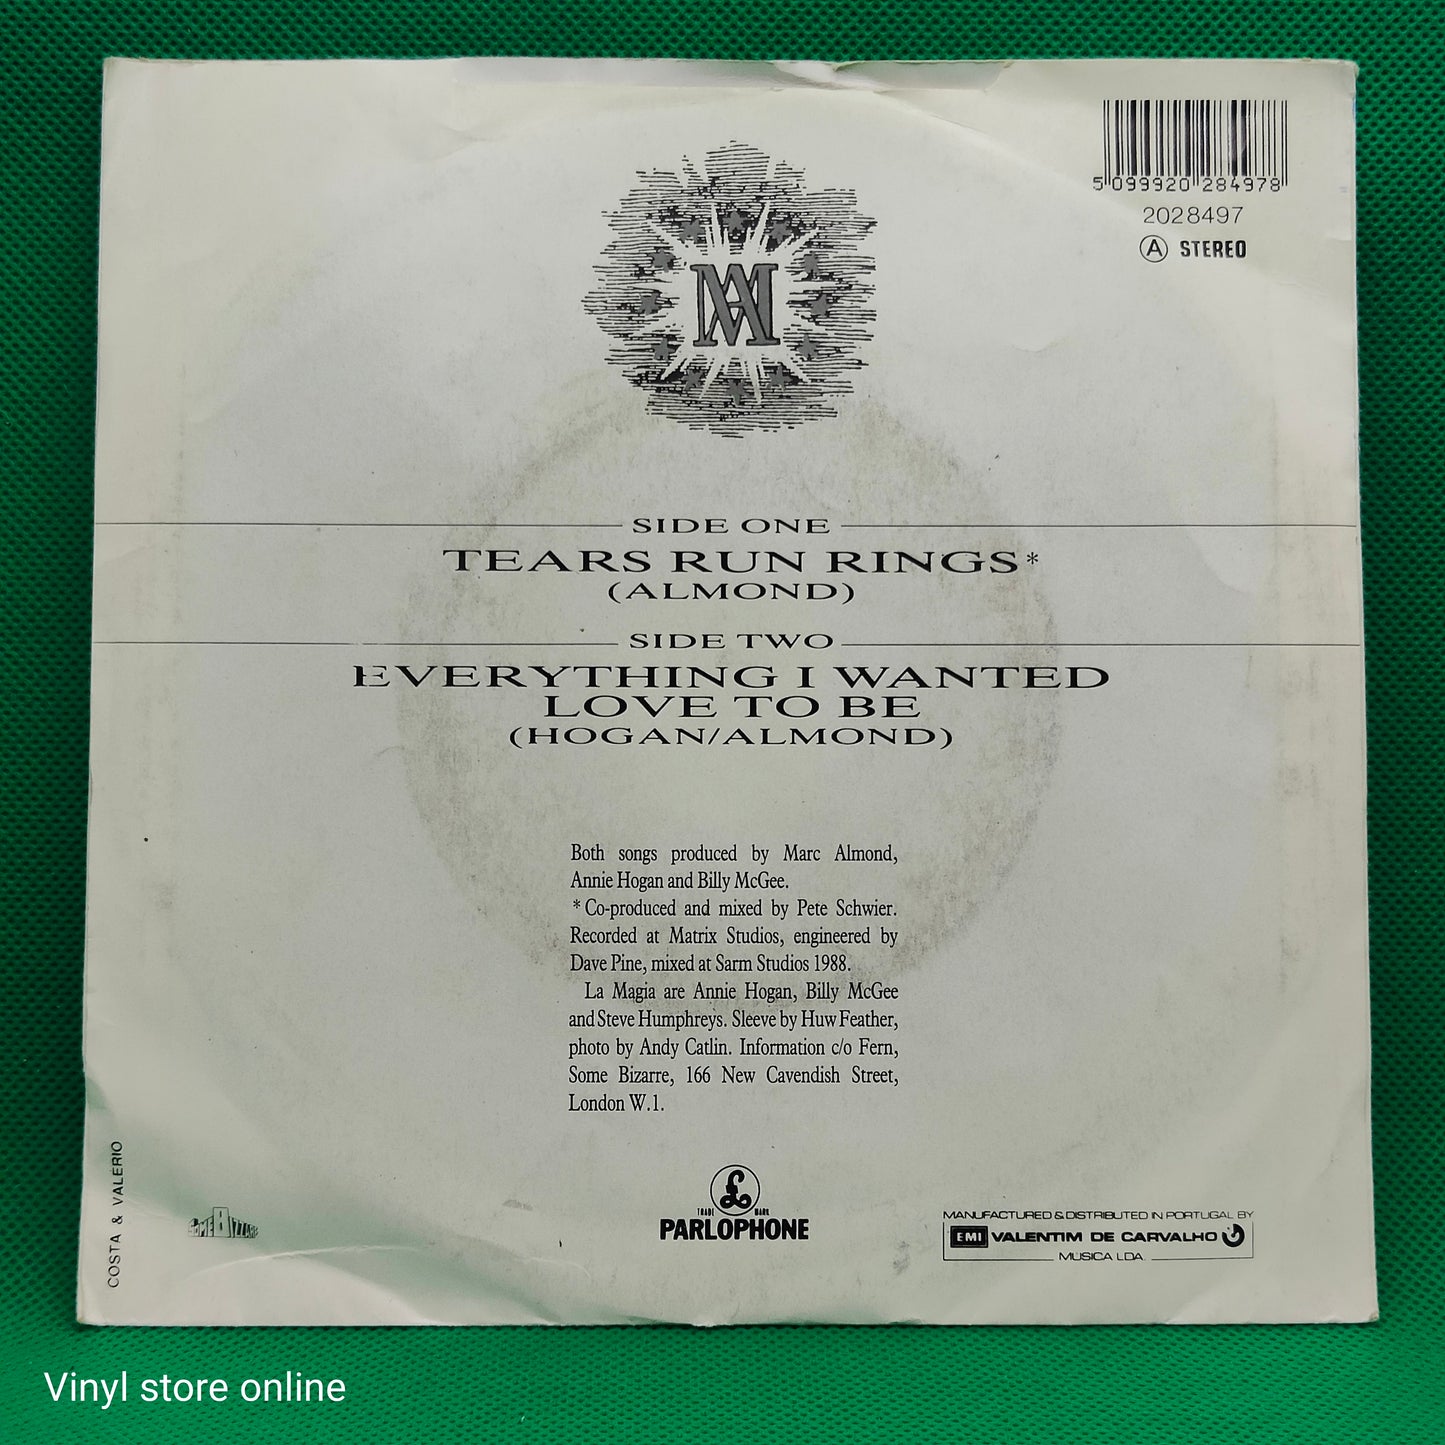 5 099920 284978
2028497
A STEREO
MA
SIDE ONE
TEARS RUN RINGS*
(ALMOND)
SIDE TWO
EVERYTHING I WANTED
LOVE TO BE
(HOGAN/ALMOND)
Both songs produced by Marc Almond,
Annie Hogan and Billy McGee.
* Co-produced and mixed by Pete Schwier.
Recorded at Matrix Studios, engineered by
Dave Pine, mixed at Sarm Studios 1988.
La Magia are Annie Hogan, Billy McGee
and Steve Humphreys. Sleeve by Huw Feather,
photo by Andy Catlin. Information c/o Fern,
Some Bizarre, 166 New Cavendish Street,
London W.1.
COSTA & VALERIO
SOME BIZZARE
£
TRADE MARK
PARLOPHONE
MANUFACTURED & DISTRIBUTED IN PORTUGAL BY
EMI VALENTIM DE CARVALHO
MUSICA LDA.
Vinyl store online